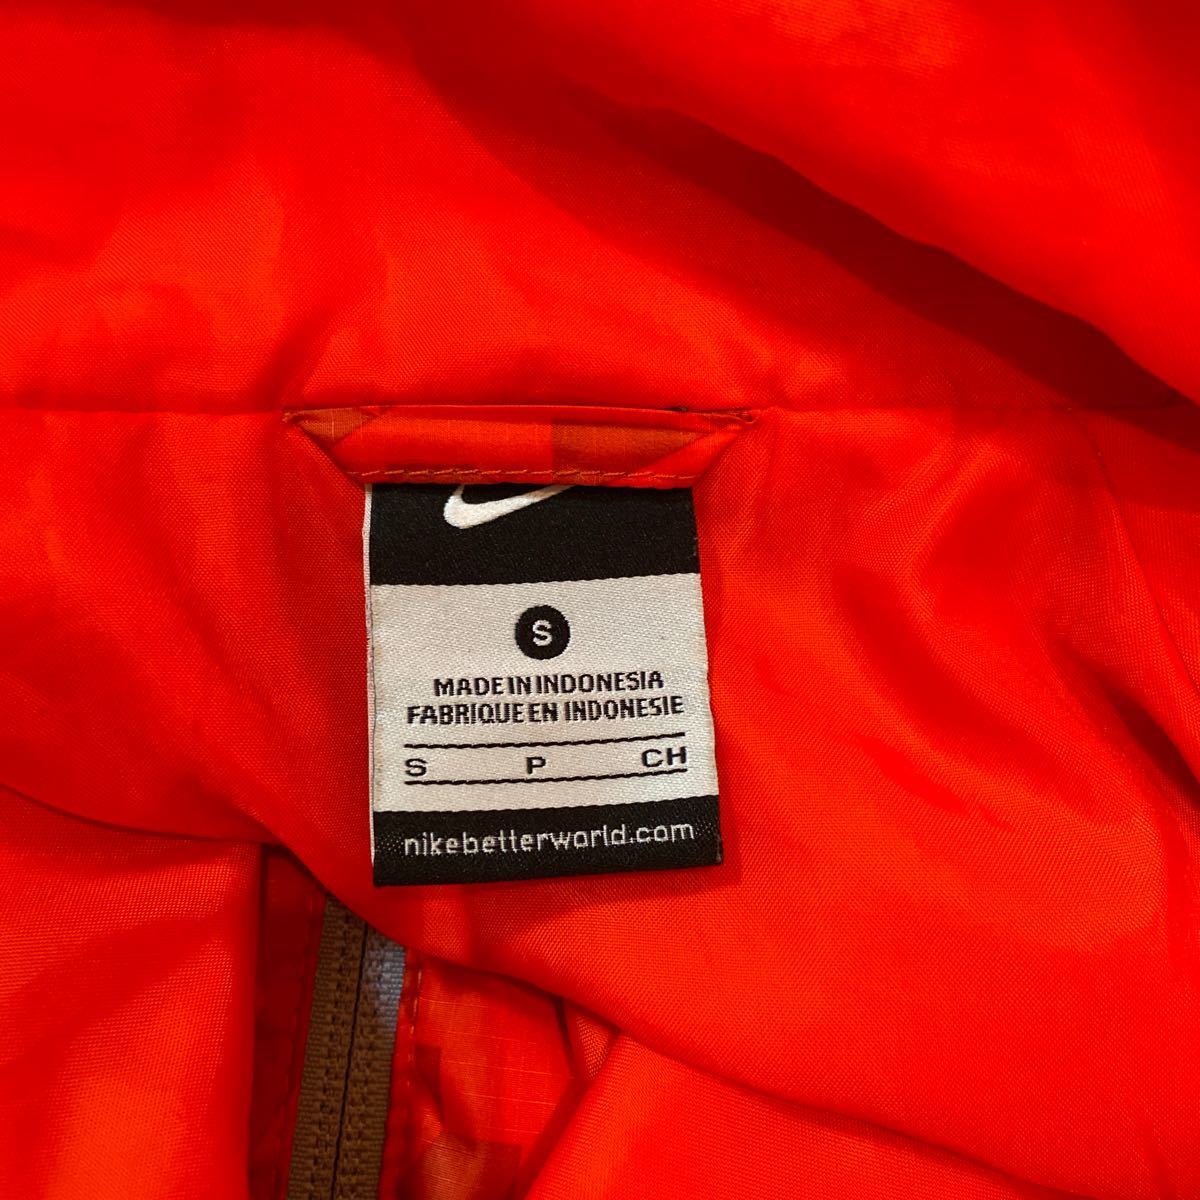 S
MADE IN INDONESIA
FABRIQUE EN INDONESIE
S P CH
nikebetterworld.com